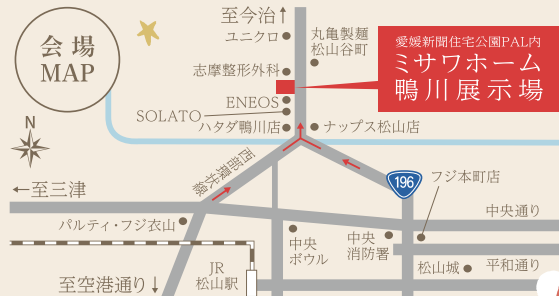 会場
MAP
至今治↑
ユニクロ
丸亀製麺
松山谷町
愛媛新聞住宅公園PAL内
ミサワホーム
鴨川展示場
志摩整形外科
ENEOS
SOLATO
ハタダ鴨川店
ナップス松山店
N
西部環状線
196
フジ本町店
←至三津
中央通り
パルティ・フジ衣山
中央
ボウル
中央
消防署
JR
松山駅
松山城
平和通り
至空港通り↓